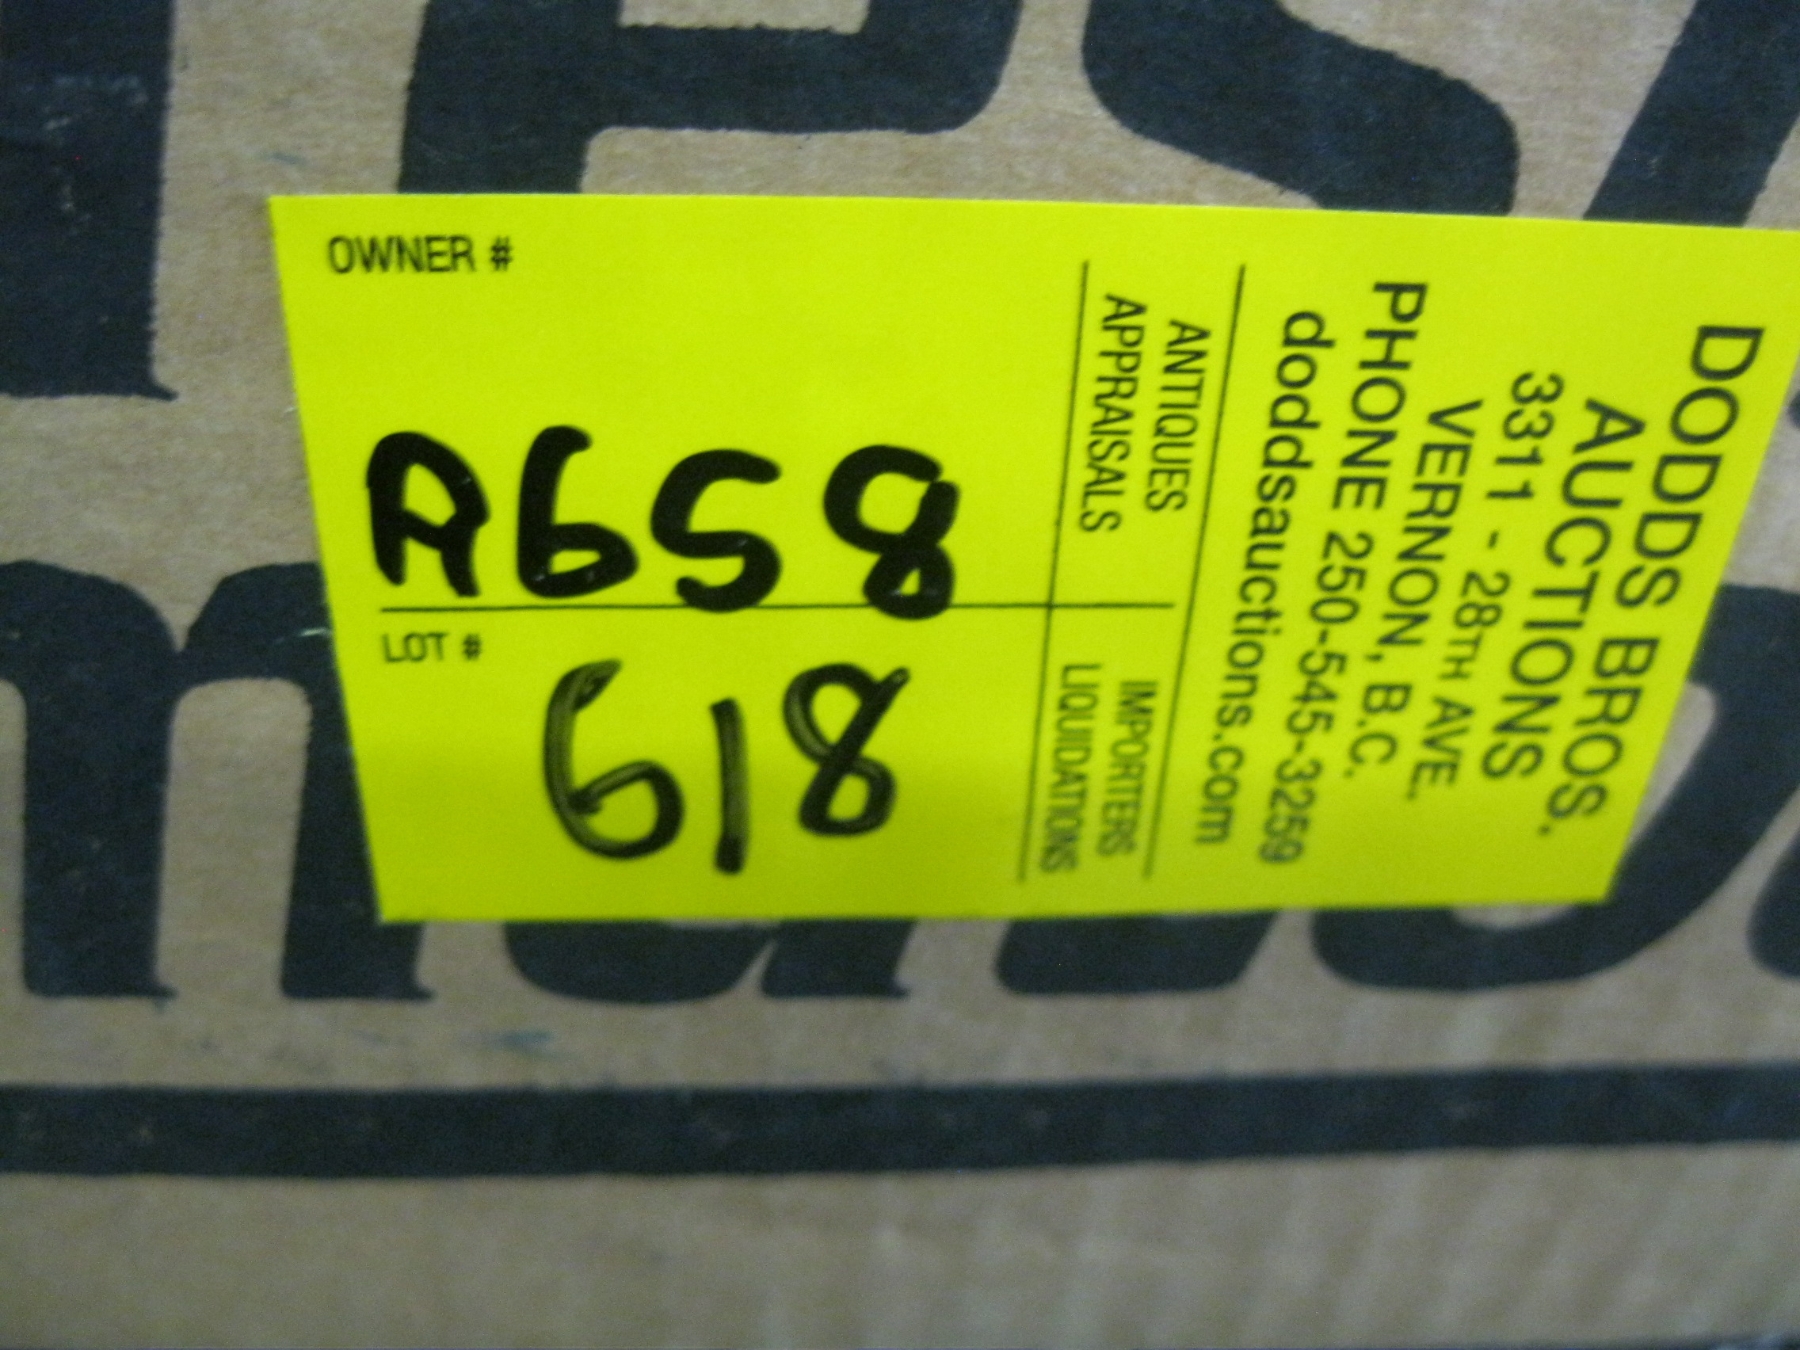 OWNER #
A658
LOT #
618
DODDS BROS.
AUCTIONS
3311 - 28TH AVE.
VERNON, B.C.
PHONE 250-545-3259
doddsauctions.com
ANTIQUES IMPORTERS
APPRAISALS LIQUIDATIONS